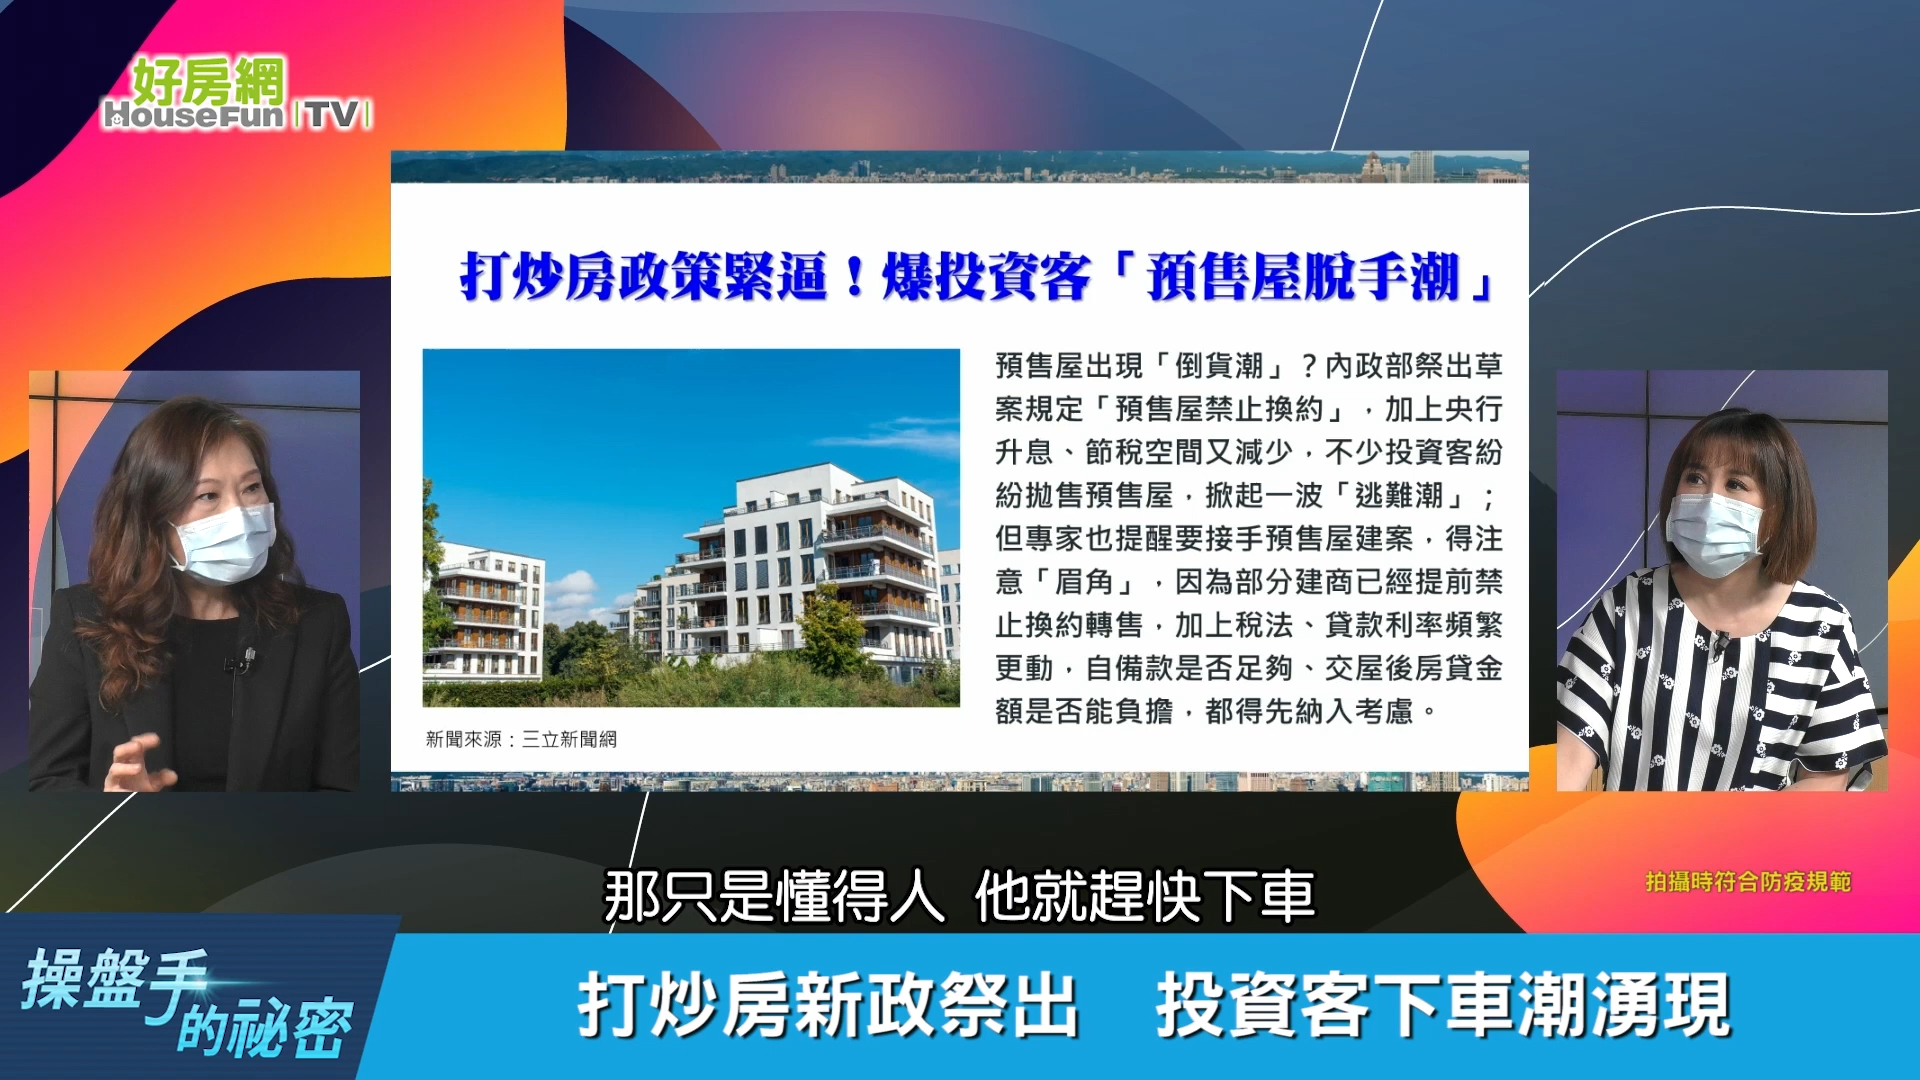 好房網
HouseFun TV
打炒房政策緊逼！爆投資客「預售屋脫手潮」
預售屋出現「倒貨潮」？內政部祭出草
案規定「預售屋禁止換約」，加上央行
升息、節稅空間又減少，不少投資客紛
紛拋售預售屋，掀起一波「逃難潮」；
但專家也提醒要接手預售屋建案，得注
意「眉角」，因為部分建商已經提前禁
止換約轉售，加上稅法、貸款利率頻繁
更動，自備款是否足夠、交屋後房貸金
額是否能負擔，都得先納入考慮。
新聞來源：三立新聞網
那只是懂得人 他就趕快下車
拍攝時符合防疫規範
操盤手
的祕密
打炒房新政祭出　投資客下車潮湧現